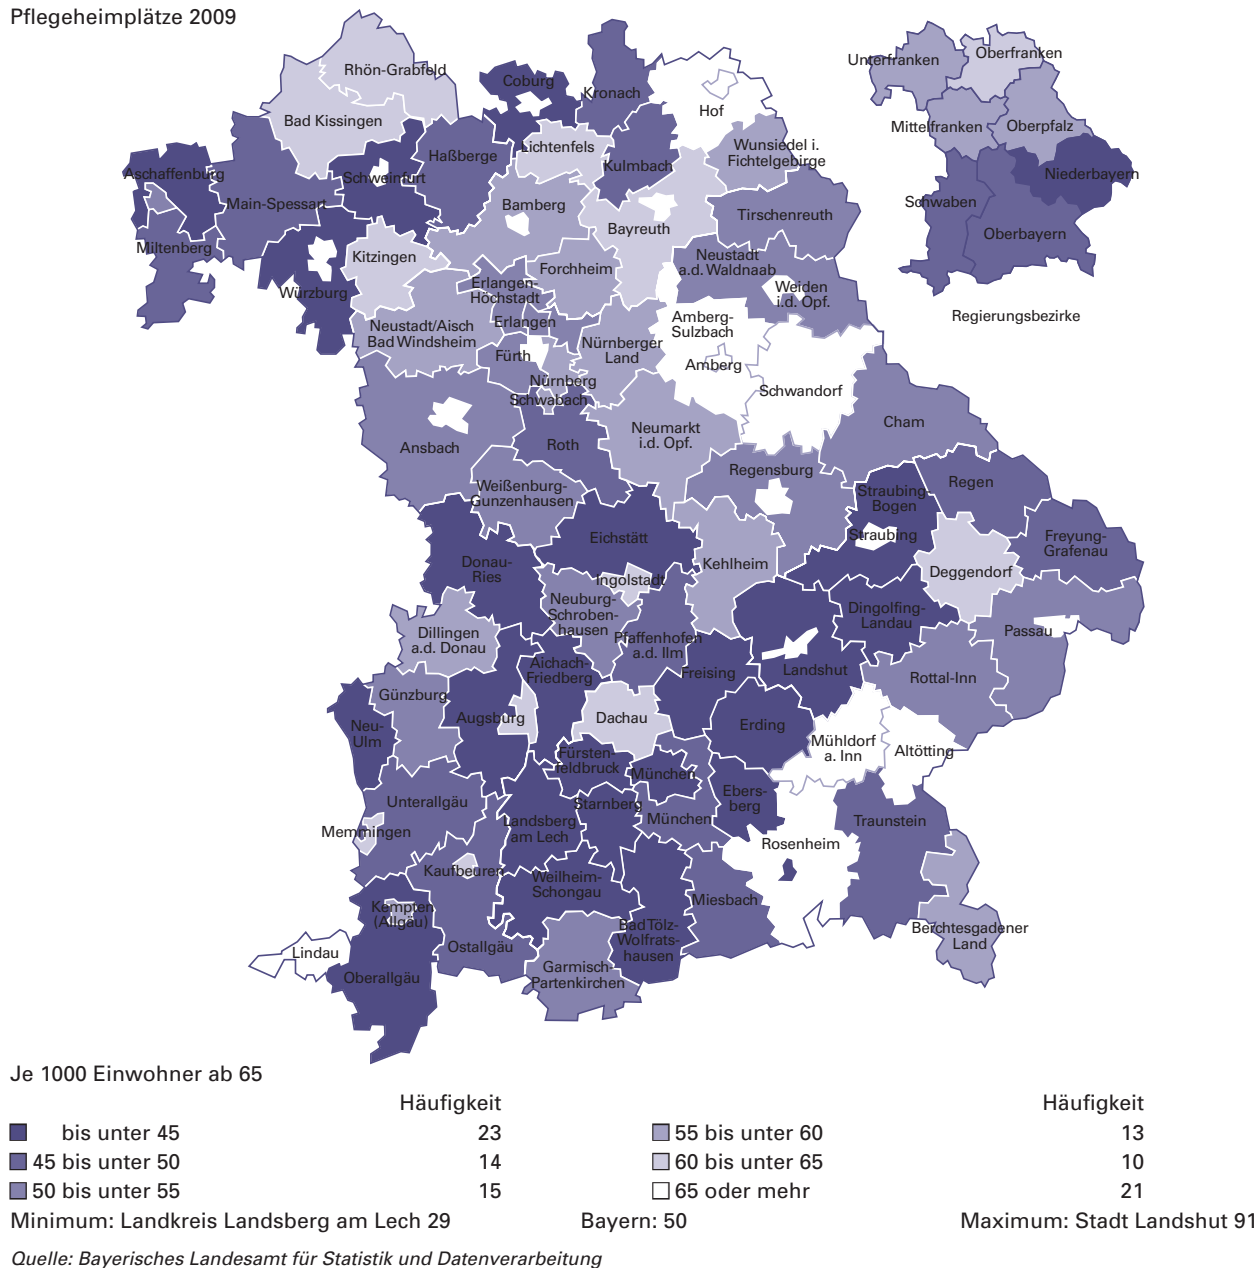 Pflegeheimplätze 2009
Rhön-Grabfeld
Coburg
Kronach
Hof
Bad Kissingen
Lichtenfels
Wunsiedel i.
Fichtelgebirge
Haßberge
Kulmbach
Aschaffenburg
Schweinfurt
Main-Spessart
Bamberg
Tirschenreuth
Bayreuth
Miltenberg
Kitzingen
Neustadt
a.d. Waldnaab
Forchheim
Erlangen-
Höchstadt
Weiden
i.d. Opf.
Würzburg
Erlangen
Amberg-
Sulzbach
Neustadt/Aisch
Bad Windsheim
Nürnberger
Land
Fürth
Amberg
Nürnberg
Schwandorf
Schwabach
Cham
Neumarkt
i.d. Opf.
Ansbach
Roth
Regensburg
Regen
Weißenburg-
Gunzenhausen
Straubing-
Bogen
Straubing
Freyung-
Grafenau
Eichstätt
Donau-
Ries
Kehlheim
Deggendorf
Ingolstadt
Neuburg-
Schroben-
hausen
Dingolfing-
Landau
Dillingen
a.d. Donau
Passau
Pfaffenhofen
a.d. Ilm
Aichach-
Friedberg
Freising
Landshut
Rottal-Inn
Günzburg
Augsburg
Dachau
Erding
Neu-
Ulm
Mühldorf
a. Inn
Altötting
Fürsten-
feldbruck
München
Ebers-
berg
Unterallgäu
Starnberg
Landsberg
am Lech
München
Traunstein
Memmingen
Rosenheim
Kaufbeuren
Weilheim-
Schongau
Miesbach
Kempten
(Allgäu)
Bad Tölz-
Wolfrats-
hausen
Berchtesgadener
Land
Lindau
Ostallgäu
Oberallgäu
Garmisch-
Partenkirchen
Unterfranken
Oberfranken
Mittelfranken
Oberpfalz
Niederbayern
Schwaben
Oberbayern
Regierungsbezirke
Je 1000 Einwohner ab 65
Häufigkeit Häufigkeit
bis unter 45 23 55 bis unter 60 13
45 bis unter 50 14 60 bis unter 65 10
50 bis unter 55 15 65 oder mehr 21
Minimum: Landkreis Landsberg am Lech 29 Bayern: 50 Maximum: Stadt Landshut 91
Quelle: Bayerisches Landesamt für Statistik und Datenverarbeitung